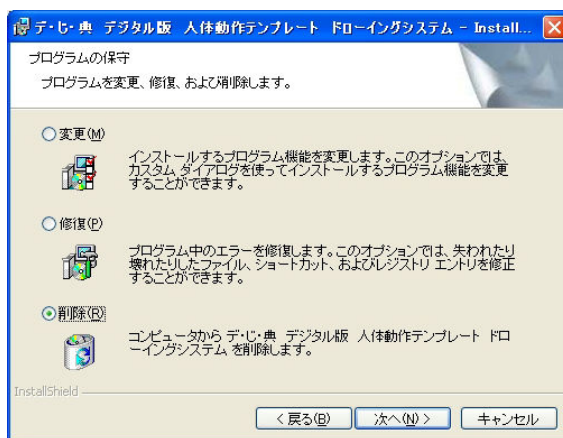 デ・じ・典 デジタル版 人体動作テンプレート ドローイングシステム - Install...
プログラムの保守
プログラムを変更、修復、および削除します。
変更(M)
インストールするプログラム機能を変更します。このオプションでは、
カスタム ダイアログを使ってインストールするプログラム機能を変更
することができます。
修復(P)
プログラム中のエラーを修復します。このオプションでは、失われたり
壊れたりしたファイル、ショートカット、およびレジストリ エントリを修正
することができます。
削除(R)
コンピュータから デ・じ・典 デジタル版 人体動作テンプレート ドロ
ーイングシステム を削除します。
InstallShield
< 戻る(B)
次へ(N) >
キャンセル